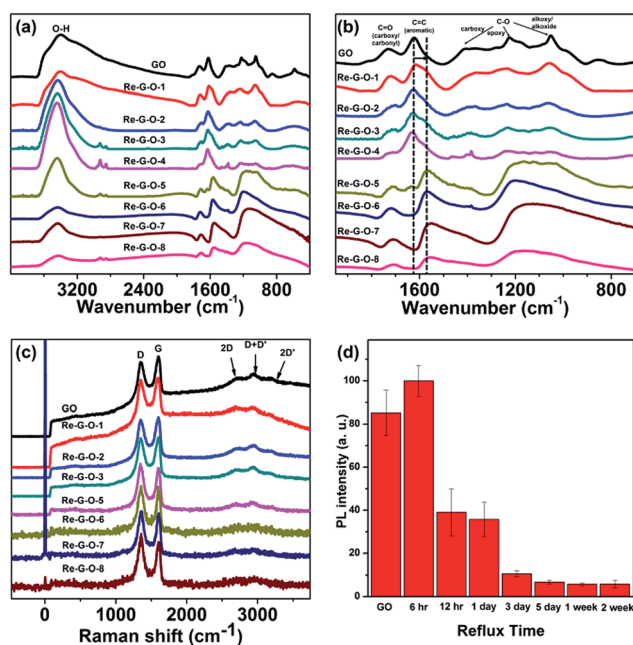 (a)
O-H
GO
Re-G-O-1
Re-G-O-2
Re-G-O-3
Re-G-O-4
Re-G-O-5
Re-G-O-6
Re-G-O-7
Re-G-O-8
3200 2400 1600 800
Wavenumber (cm-1)
(b)
C=O
(carboxy/
carbonyl)
C=C
(aromatic)
C-O
carboxy
epoxy
alkoxy/
alkoxide
GO
Re-G-O-1
Re-G-O-2
Re-G-O-3
Re-G-O-4
Re-G-O-5
Re-G-O-6
Re-G-O-7
Re-G-O-8
2000 1600 1200 800
Wavenumber (cm-1)
(c)
D G 2D D+D' 2D'
GO
Re-G-O-1
Re-G-O-2
Re-G-O-3
Re-G-O-5
Re-G-O-6
Re-G-O-7
Re-G-O-8
0 1500 3000
Raman shift (cm-1)
(d)
PL intensity (a. u.)
100
80
60
40
20
0
GO 6 hr 12 hr 1 day 3 day 5 day 1 week 2 week
Reflux Time